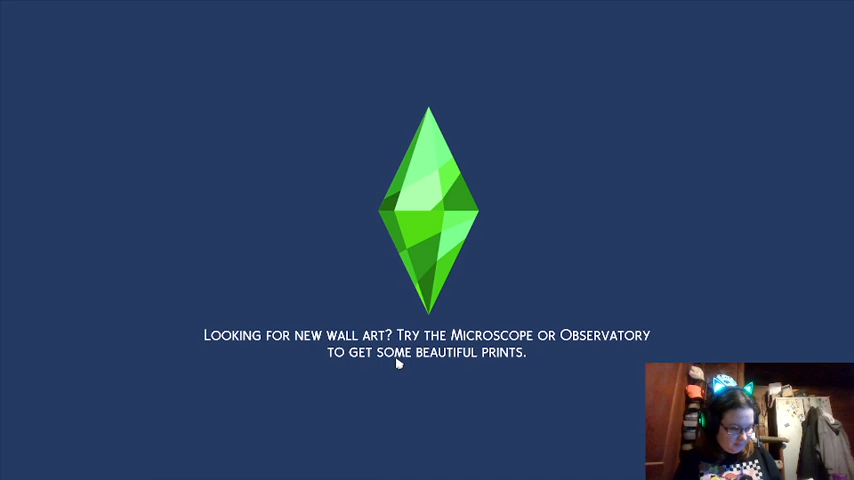 Looking for new wall art? Try the Microscope or Observatory
to get some beautiful prints.